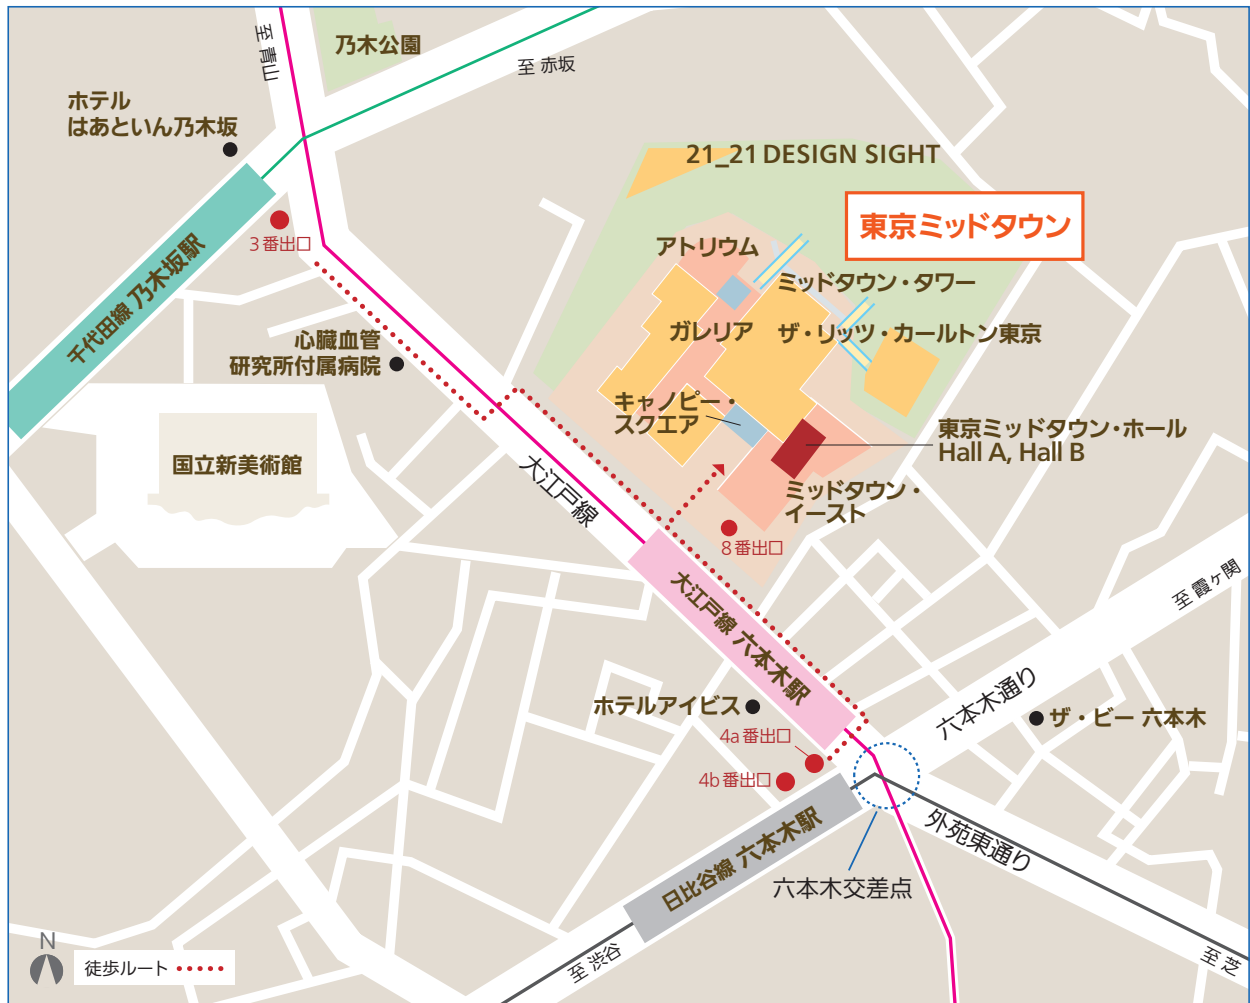 至 青山
乃木公園
至 赤坂
ホテル
はあといん乃木坂
21_21 DESIGN SIGHT
東京ミッドタウン
3番出口
アトリウム
ミッドタウン・タワー
千代田線 乃木坂駅
ガレリア
ザ・リッツ・カールトン東京
心臓血管
研究所付属病院
キャノピー・
スクエア
東京ミッドタウン・ホール
Hall A, Hall B
国立新美術館
大江戸線
ミッドタウン・
イースト
8番出口
至 霞ヶ関
大江戸線 六本木駅
六本木通り
ホテルアイビス
ザ・ビー 六本木
4a番出口
4b番出口
外苑東通り
日比谷線 六本木駅
六本木交差点
N
徒歩ルート
至 渋谷
至 芝